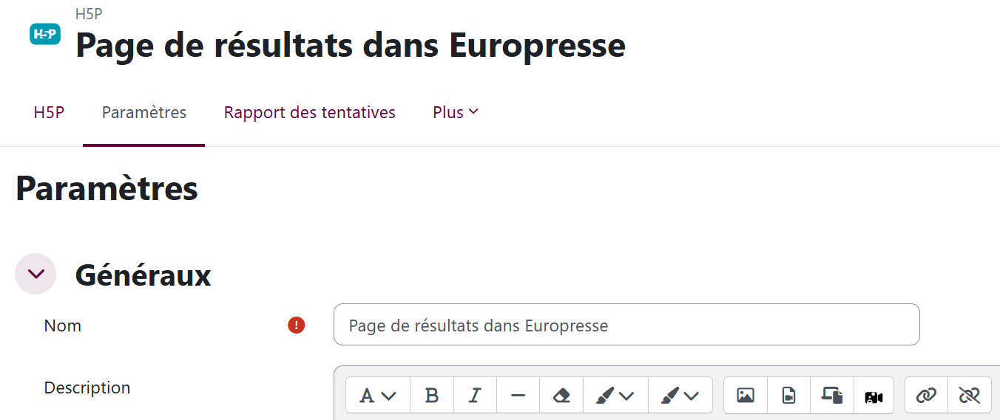 H5P
H5P
Page de résultats dans Europresse
H5P
Paramètres
Rapport des tentatives
Plus
Paramètres
Généraux
Nom
Page de résultats dans Europresse
Description
A
B
I